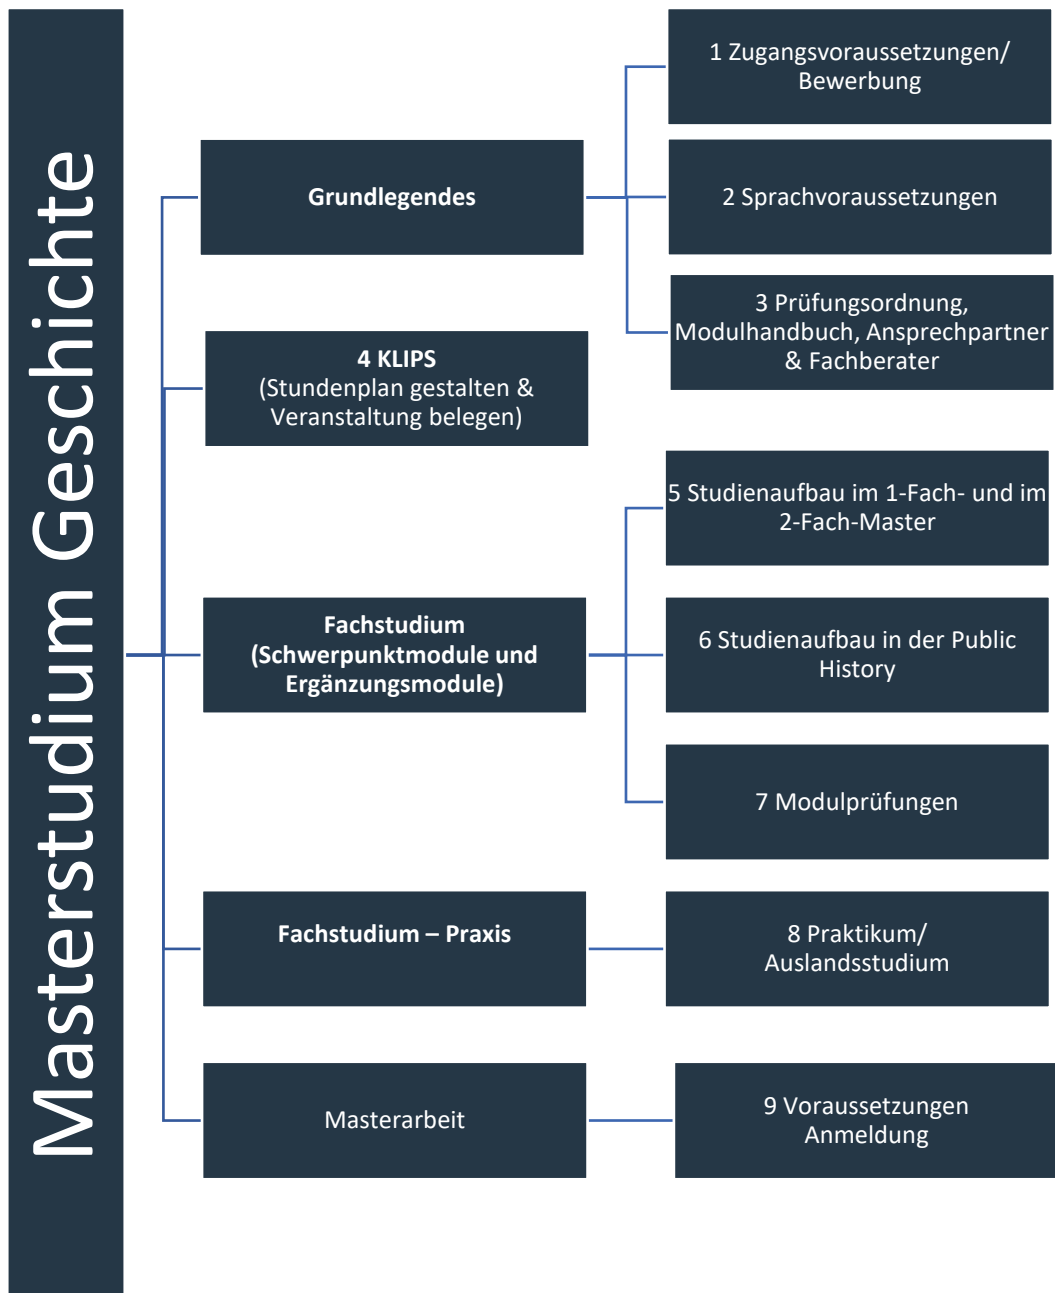 Masterstudium Geschichte
Grundlegendes
1 Zugangsvoraussetzungen/
Bewerbung
2 Sprachvoraussetzungen
3 Prüfungsordnung,
Modulhandbuch, Ansprechpartner
& Fachberater
4 KLIPS
(Stundenplan gestalten &
Veranstaltung belegen)
Fachstudium
(Schwerpunktmodule und
Ergänzungsmodule)
5 Studienaufbau im 1-Fach- und im
2-Fach-Master
6 Studienaufbau in der Public
History
7 Modulprüfungen
Fachstudium – Praxis
8 Praktikum/
Auslandsstudium
Masterarbeit
9 Voraussetzungen
Anmeldung